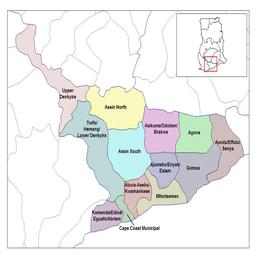 Upper
Denkyira
Assin North
Twifo/
Hemang/
Lower Denkyira
Asikuma/Odoben/
Brakwa
Agona
Awutu/Effutu/
Senya
Assin South
Ajumako/Enyan/
Esiam
Gomoa
Abura-Asebu-
Kwamankese
Mfantseman
Komenda/Edina/
Eguafo/Abirem
Cape Coast Municipal